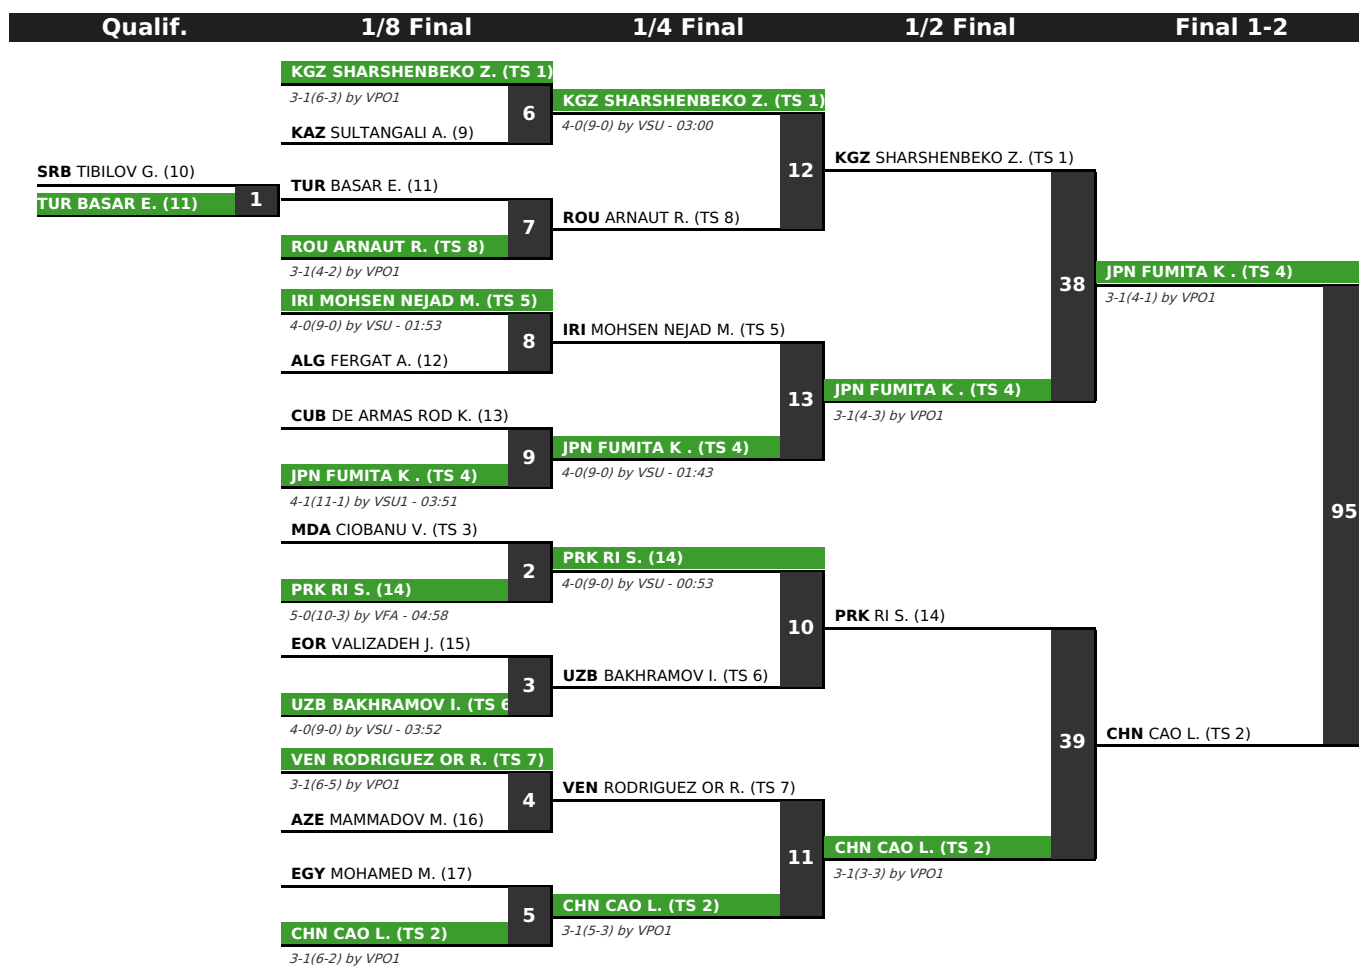 Qualif.
1/8 Final
1/4 Final
1/2 Final
Final 1-2
SRB TIBILOV G. (10)
TUR BASAR E. (11)
1
KGZ SHARSHENBEKO Z. (TS 1)
3-1(6-3) by VPO1
6
KAZ SULTANGALI A. (9)
TUR BASAR E. (11)
7
ROU ARNAUT R. (TS 8)
3-1(4-2) by VPO1
IRI MOHSEN NEJAD M. (TS 5)
4-0(9-0) by VSU - 01:53
8
ALG FERGAT A. (12)
CUB DE ARMAS ROD K. (13)
9
JPN FUMITA K . (TS 4)
4-1(11-1) by VSU1 - 03:51
MDA CIOBANU V. (TS 3)
2
PRK RI S. (14)
5-0(10-3) by VFA - 04:58
EOR VALIZADEH J. (15)
3
UZB BAKHRAMOV I. (TS 6
4-0(9-0) by VSU - 03:52
VEN RODRIGUEZ OR R. (TS 7)
3-1(6-5) by VPO1
4
AZE MAMMADOV M. (16)
EGY MOHAMED M. (17)
5
CHN CAO L. (TS 2)
3-1(6-2) by VPO1
KGZ SHARSHENBEKO Z. (TS 1)
4-0(9-0) by VSU - 03:00
12
ROU ARNAUT R. (TS 8)
IRI MOHSEN NEJAD M. (TS 5)
13
JPN FUMITA K . (TS 4)
4-0(9-0) by VSU - 01:43
PRK RI S. (14)
4-0(9-0) by VSU - 00:53
10
UZB BAKHRAMOV I. (TS 6)
VEN RODRIGUEZ OR R. (TS 7)
11
CHN CAO L. (TS 2)
3-1(5-3) by VPO1
KGZ SHARSHENBEKO Z. (TS 1)
38
JPN FUMITA K . (TS 4)
3-1(4-3) by VPO1
PRK RI S. (14)
39
CHN CAO L. (TS 2)
3-1(3-3) by VPO1
JPN FUMITA K . (TS 4)
3-1(4-1) by VPO1
95
CHN CAO L. (TS 2)